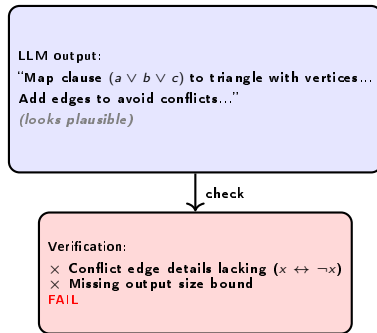 LLM output:
“Map clause (a ∨ b ∨ c) to triangle with vertices...
Add edges to avoid conflicts...”
(looks plausible)
check
Verification:
× Conflict edge details lacking (x ↔ ¬x)
× Missing output size bound
FAIL